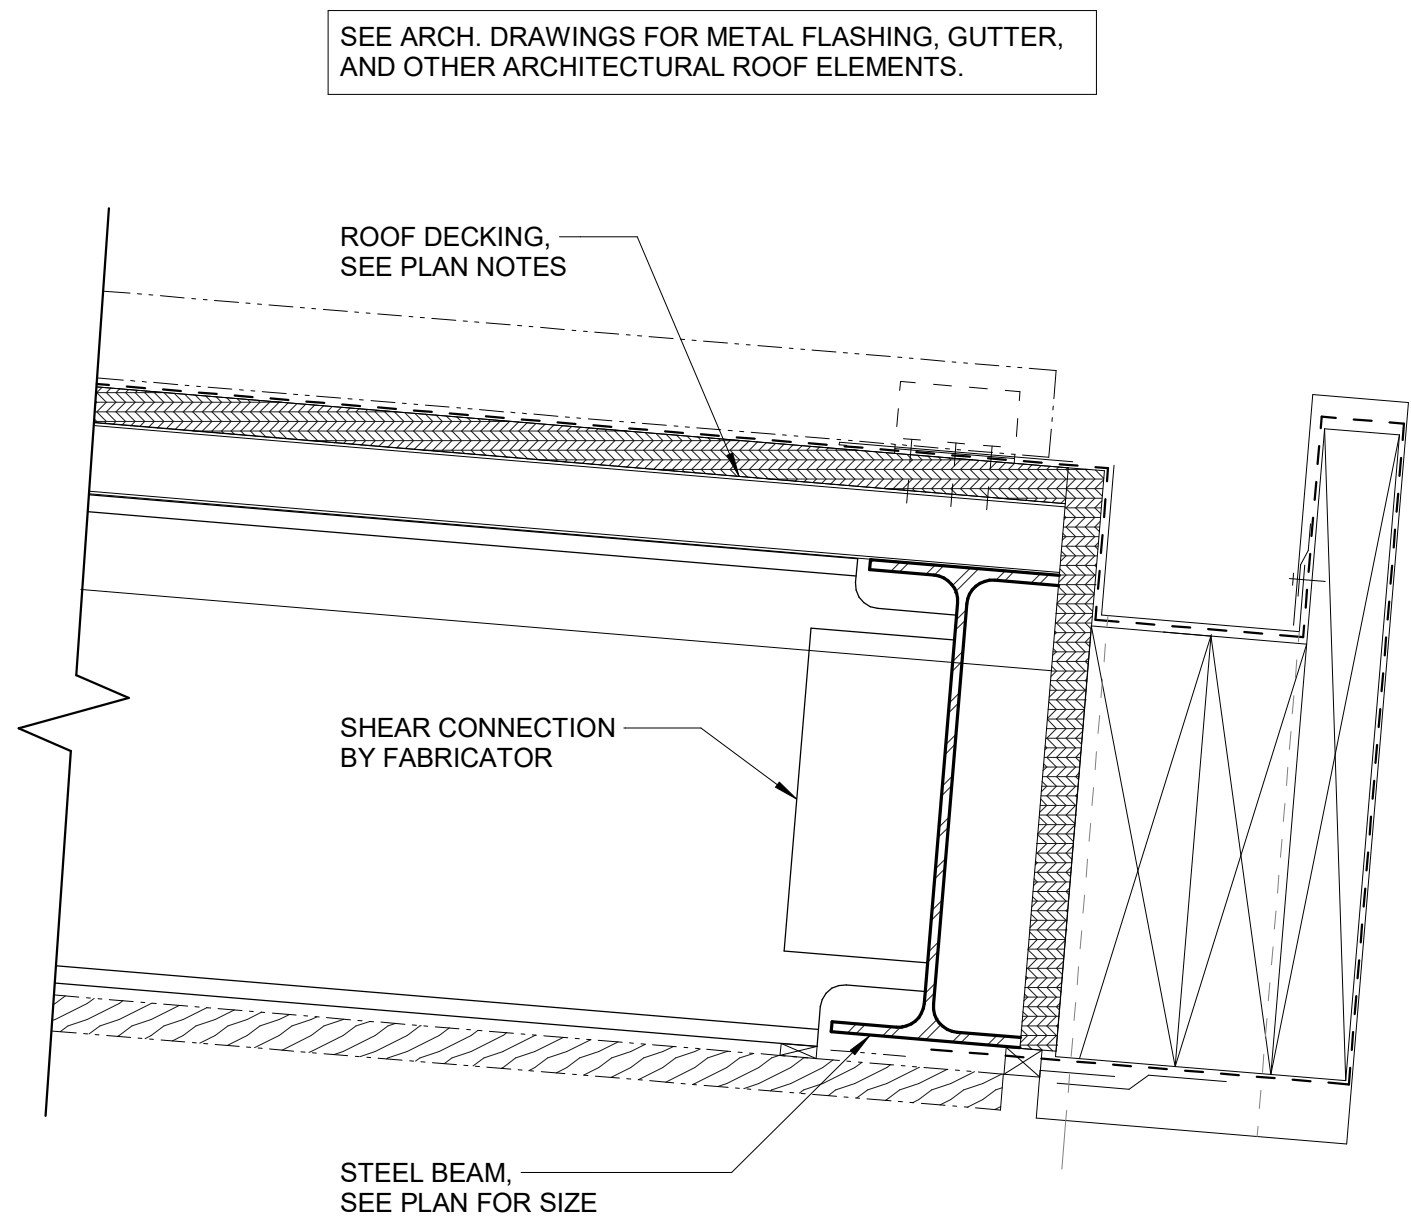 SEE ARCH. DRAWINGS FOR METAL FLASHING, GUTTER,
AND OTHER ARCHITECTURAL ROOF ELEMENTS.
ROOF DECKING,
SEE PLAN NOTES
SHEAR CONNECTION
BY FABRICATOR
STEEL BEAM,
SEE PLAN FOR SIZE